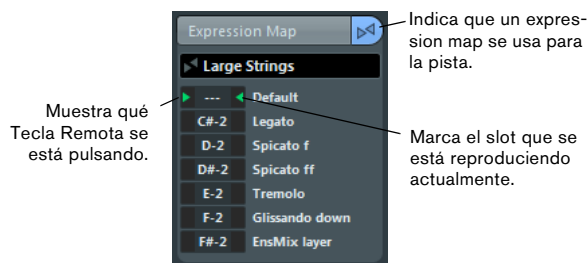 Expression Map
Indica que un expres-
sion map se usa para
la pista.
Large Strings
Muestra qué
Tecla Remota se
está pulsando.
--- Default
C#-2 Legato
D-2 Spicato f
D#-2 Spicato ff
E-2 Tremolo
F-2 Glissando down
F#-2 EnsMix layer
Marca el slot que se
está reproduciendo
actualmente.